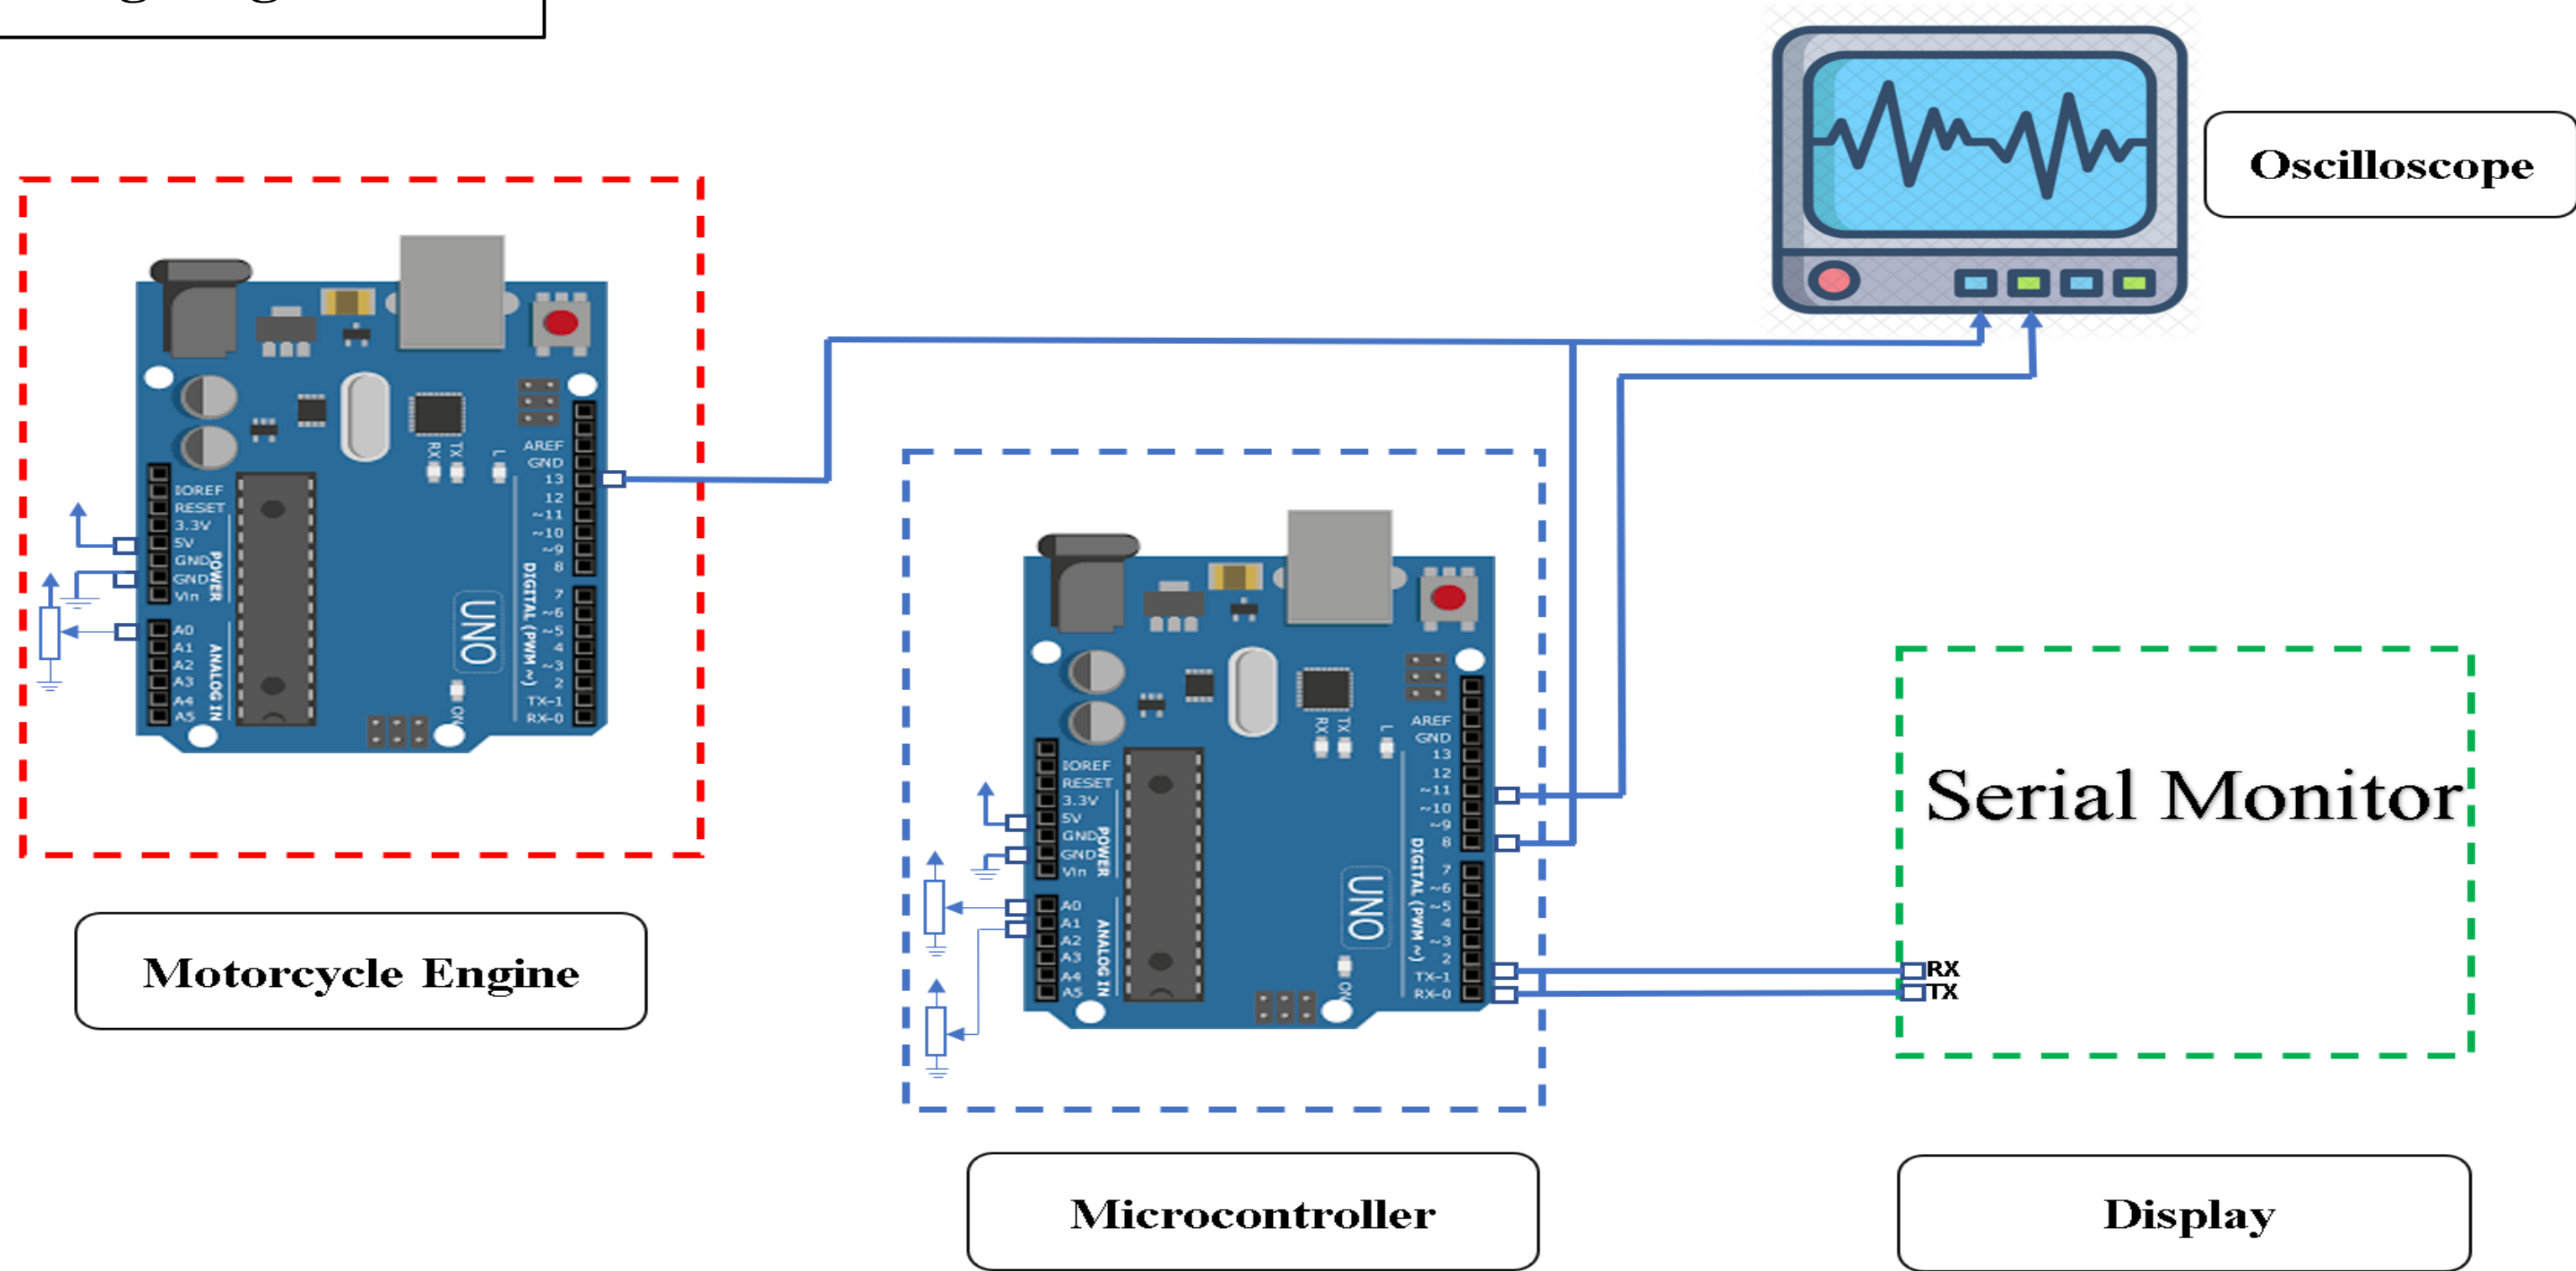 Oscilloscope
AREF
GND
13
12
~11
~10
~9
8
7
~6
~5
4
~3
2
TX-1
RX-0
RX
TX
L
IOREF
RESET
3.3V
5V
GND
GND
Vin
POWER
A0
A1
A2
A3
A4
A5
ANALOG IN
DIGITAL (PWM ~)
UNO
ON
Motorcycle Engine
AREF
GND
13
12
~11
~10
~9
8
7
~6
~5
4
~3
2
TX-1
RX-0
RX
TX
L
IOREF
RESET
3.3V
5V
GND
GND
Vin
POWER
A0
A1
A2
A3
A4
A5
ANALOG IN
DIGITAL (PWM ~)
UNO
ON
Microcontroller
Serial Monitor
RX
TX
Display